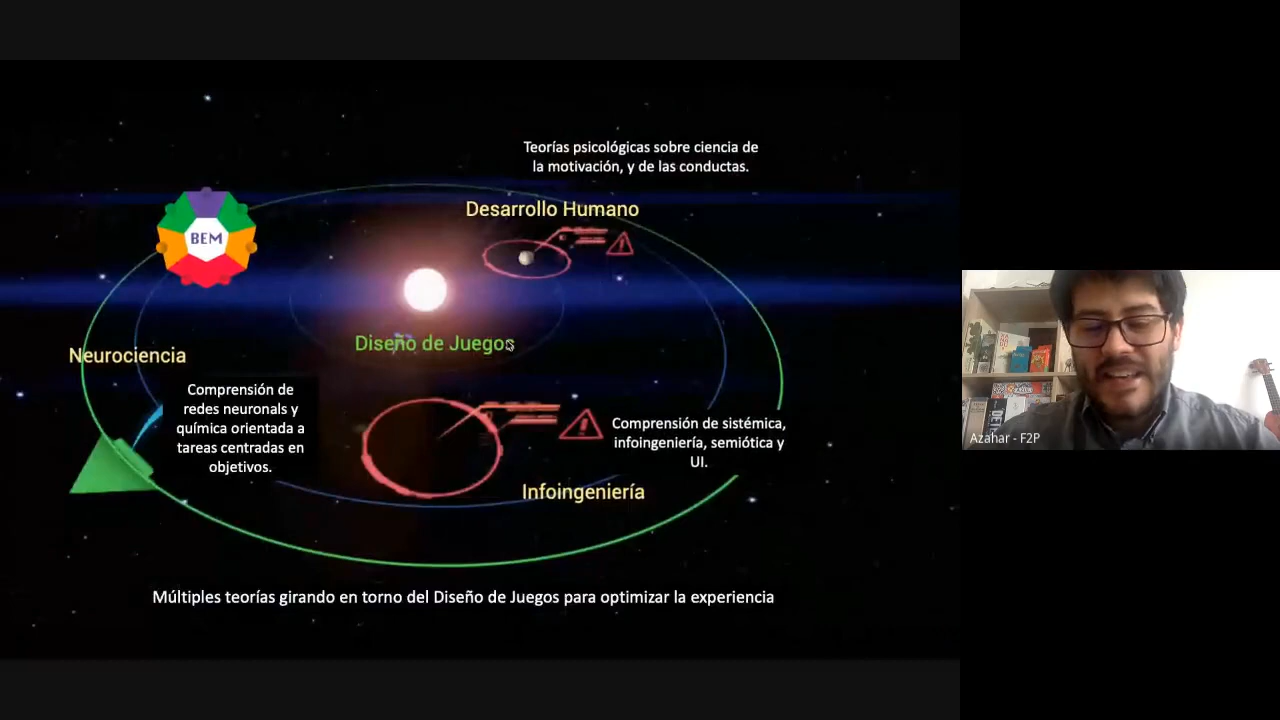 Teorías psicológicas sobre ciencia de
la motivación, y de las conductas.
Desarrollo Humano
BEM
Diseño de Juegos
Neurociencia
Comprensión de
redes neuronals y
química orientada a
tareas centradas en
objetivos.
Comprensión de sistémica,
infoingeniería, semiótica y
UI.
Infoingeniería
Múltiples teorías girando en torno del Diseño de Juegos para optimizar la experiencia
Azahar - F2P